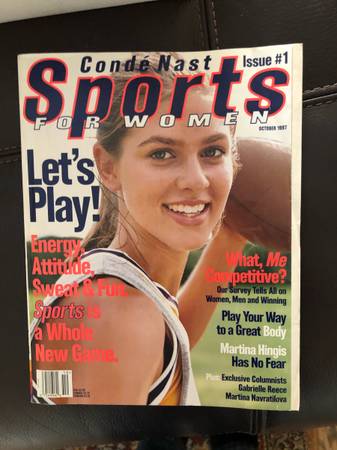 Condé Nast
Issue #1
Sports
FOR WOMEN
OCTOBER 1997
Let's
Play!
Energy,
Attitude,
Sweat & Fun.
Sports is
a Whole
New Game.
What, Me
Competitive?
Our Survey Tells All on
Women, Men and Winning
Play Your Way
to a Great Body
Martina Hingis
Has No Fear
Plus Exclusive Columnists
Gabrielle Reece
Martina Navratilova